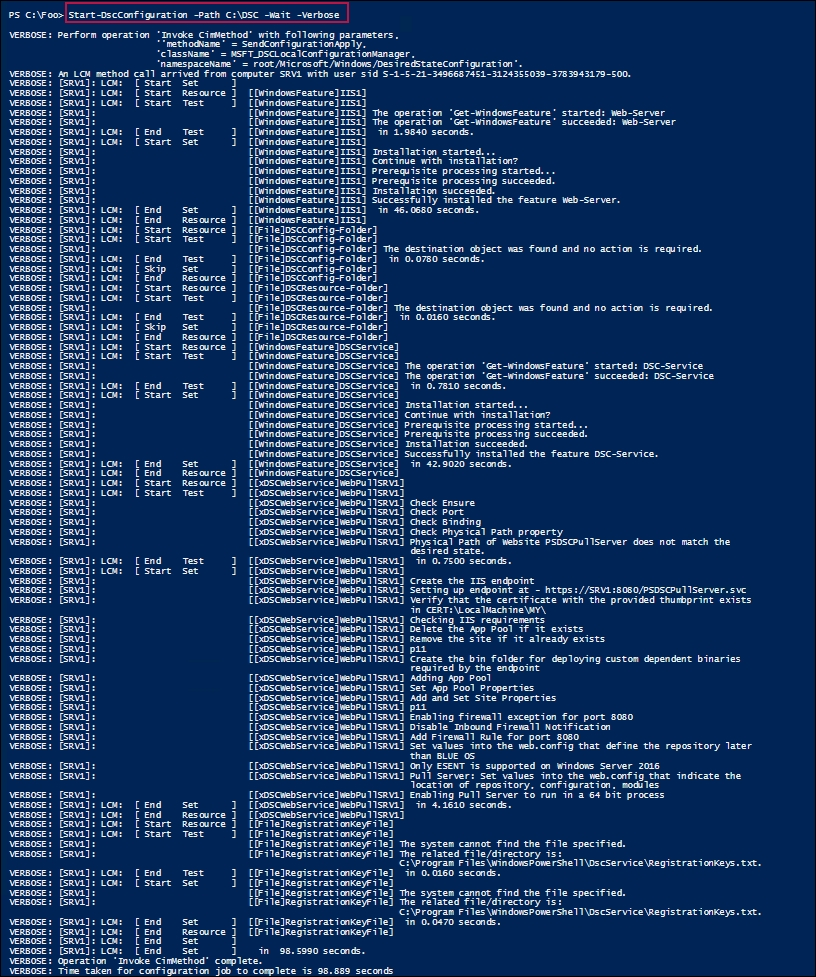 PS C:\Foo> Start-DscConfiguration -Path C:\DSC -Wait -Verbose
VERBOSE: Perform operation 'Invoke CimMethod' with following parameters,
''methodName' = SendConfigurationApply,
'className' = MSFT_DSCLocalConfigurationManager,
'namespaceName' = root/Microsoft/Windows/DesiredStateConfiguration'.
VERBOSE: An LCM method call arrived from computer SRV1 with user sid S-1-5-21-3496687451-3124355039-3783943179-500.
VERBOSE: [SRV1]: LCM: [ Start Set ]
VERBOSE: [SRV1]: LCM: [ Start Resource ] [[WindowsFeature]IIS1]
VERBOSE: [SRV1]: LCM: [ Start Test ] [[WindowsFeature]IIS1]
VERBOSE: [SRV1]: [[WindowsFeature]IIS1] The operation 'Get-WindowsFeature' started: Web-Server
VERBOSE: [SRV1]: [[WindowsFeature]IIS1] The operation 'Get-WindowsFeature' succeeded: Web-Server
VERBOSE: [SRV1]: LCM: [ End Test ] [[WindowsFeature]IIS1] in 1.9840 seconds.
VERBOSE: [SRV1]: LCM: [ Start Set ] [[WindowsFeature]IIS1]
VERBOSE: [SRV1]: [[WindowsFeature]IIS1] Installation started...
VERBOSE: [SRV1]: [[WindowsFeature]IIS1] Continue with installation?
VERBOSE: [SRV1]: [[WindowsFeature]IIS1] Prerequisite processing started...
VERBOSE: [SRV1]: [[WindowsFeature]IIS1] Prerequisite processing succeeded.
VERBOSE: [SRV1]: [[WindowsFeature]IIS1] Installation succeeded.
VERBOSE: [SRV1]: [[WindowsFeature]IIS1] Successfully installed the feature Web-Server.
VERBOSE: [SRV1]: LCM: [ End Set ] [[WindowsFeature]IIS1] in 46.0680 seconds.
VERBOSE: [SRV1]: LCM: [ End Resource ] [[WindowsFeature]IIS1]
VERBOSE: [SRV1]: LCM: [ Start Resource ] [[File]DSCConfig-Folder]
VERBOSE: [SRV1]: LCM: [ Start Test ] [[File]DSCConfig-Folder]
VERBOSE: [SRV1]: [[File]DSCConfig-Folder] The destination object was found and no action is required.
VERBOSE: [SRV1]: LCM: [ End Test ] [[File]DSCConfig-Folder] in 0.0780 seconds.
VERBOSE: [SRV1]: LCM: [ Skip Set ] [[File]DSCConfig-Folder]
VERBOSE: [SRV1]: LCM: [ End Resource ] [[File]DSCConfig-Folder]
VERBOSE: [SRV1]: LCM: [ Start Resource ] [[File]DSCResource-Folder]
VERBOSE: [SRV1]: LCM: [ Start Test ] [[File]DSCResource-Folder]
VERBOSE: [SRV1]: [[File]DSCResource-Folder] The destination object was found and no action is required.
VERBOSE: [SRV1]: LCM: [ End Test ] [[File]DSCResource-Folder] in 0.0160 seconds.
VERBOSE: [SRV1]: LCM: [ Skip Set ] [[File]DSCResource-Folder]
VERBOSE: [SRV1]: LCM: [ End Resource ] [[File]DSCResource-Folder]
VERBOSE: [SRV1]: LCM: [ Start Resource ] [[WindowsFeature]DSCService]
VERBOSE: [SRV1]: LCM: [ Start Test ] [[WindowsFeature]DSCService]
VERBOSE: [SRV1]: [[WindowsFeature]DSCService] The operation 'Get-WindowsFeature' started: DSC-Service
VERBOSE: [SRV1]: [[WindowsFeature]DSCService] The operation 'Get-WindowsFeature' succeeded: DSC-Service
VERBOSE: [SRV1]: LCM: [ End Test ] [[WindowsFeature]DSCService] in 0.7810 seconds.
VERBOSE: [SRV1]: LCM: [ Start Set ] [[WindowsFeature]DSCService]
VERBOSE: [SRV1]: [[WindowsFeature]DSCService] Installation started...
VERBOSE: [SRV1]: [[WindowsFeature]DSCService] Continue with installation?
VERBOSE: [SRV1]: [[WindowsFeature]DSCService] Prerequisite processing started...
VERBOSE: [SRV1]: [[WindowsFeature]DSCService] Prerequisite processing succeeded.
VERBOSE: [SRV1]: [[WindowsFeature]DSCService] Installation succeeded.
VERBOSE: [SRV1]: [[WindowsFeature]DSCService] Successfully installed the feature DSC-Service.
VERBOSE: [SRV1]: LCM: [ End Set ] [[WindowsFeature]DSCService] in 42.9020 seconds.
VERBOSE: [SRV1]: LCM: [ End Resource ] [[WindowsFeature]DSCService]
VERBOSE: [SRV1]: LCM: [ Start Resource ] [[xDSCWebService]WebPullSRV1]
VERBOSE: [SRV1]: LCM: [ Start Test ] [[xDSCWebService]WebPullSRV1]
VERBOSE: [SRV1]: [[xDSCWebService]WebPullSRV1] Check Ensure
VERBOSE: [SRV1]: [[xDSCWebService]WebPullSRV1] Check Port
VERBOSE: [SRV1]: [[xDSCWebService]WebPullSRV1] Check Binding
VERBOSE: [SRV1]: [[xDSCWebService]WebPullSRV1] Check Physical Path property
VERBOSE: [SRV1]: [[xDSCWebService]WebPullSRV1] Physical Path of Website PSDSCPullServer does not match the
desired state.
VERBOSE: [SRV1]: LCM: [ End Test ] [[xDSCWebService]WebPullSRV1] in 0.7500 seconds.
VERBOSE: [SRV1]: LCM: [ Start Set ] [[xDSCWebService]WebPullSRV1]
VERBOSE: [SRV1]: [[xDSCWebService]WebPullSRV1] Create the IIS endpoint
VERBOSE: [SRV1]: [[xDSCWebService]WebPullSRV1] Setting up endpoint at - https://SRV1:8080/PSDSCPullServer.svc
VERBOSE: [SRV1]: [[xDSCWebService]WebPullSRV1] Verify that the certificate with the provided thumbprint exists
in CERT:\LocalMachine\MY\
VERBOSE: [SRV1]: [[xDSCWebService]WebPullSRV1] Checking IIS requirements
VERBOSE: [SRV1]: [[xDSCWebService]WebPullSRV1] Delete the App Pool if it exists
VERBOSE: [SRV1]: [[xDSCWebService]WebPullSRV1] Remove the site if it already exists
VERBOSE: [SRV1]: [[xDSCWebService]WebPullSRV1] p11
VERBOSE: [SRV1]: [[xDSCWebService]WebPullSRV1] Create the bin folder for deploying custom dependent binaries
required by the endpoint
VERBOSE: [SRV1]: [[xDSCWebService]WebPullSRV1] Adding App Pool
VERBOSE: [SRV1]: [[xDSCWebService]WebPullSRV1] Set App Pool Properties
VERBOSE: [SRV1]: [[xDSCWebService]WebPullSRV1] Add and Set Site Properties
VERBOSE: [SRV1]: [[xDSCWebService]WebPullSRV1] p11
VERBOSE: [SRV1]: [[xDSCWebService]WebPullSRV1] Enabling firewall exception for port 8080
VERBOSE: [SRV1]: [[xDSCWebService]WebPullSRV1] Disable Inbound Firewall Notification
VERBOSE: [SRV1]: [[xDSCWebService]WebPullSRV1] Add Firewall Rule for port 8080
VERBOSE: [SRV1]: [[xDSCWebService]WebPullSRV1] Set values into the web.config that define the repository later
than BLUE OS
VERBOSE: [SRV1]: [[xDSCWebService]WebPullSRV1] Only ESENT is supported on Windows Server 2016
VERBOSE: [SRV1]: [[xDSCWebService]WebPullSRV1] Pull Server: Set values into the web.config that indicate the
location of repository, configuration, modules
VERBOSE: [SRV1]: [[xDSCWebService]WebPullSRV1] Enabling Pull Server to run in a 64 bit process
VERBOSE: [SRV1]: LCM: [ End Set ] [[xDSCWebService]WebPullSRV1] in 4.1610 seconds.
VERBOSE: [SRV1]: LCM: [ End Resource ] [[xDSCWebService]WebPullSRV1]
VERBOSE: [SRV1]: LCM: [ Start Resource ] [[File]RegistrationKeyFile]
VERBOSE: [SRV1]: LCM: [ Start Test ] [[File]RegistrationKeyFile]
VERBOSE: [SRV1]: [[File]RegistrationKeyFile] The system cannot find the file specified.
VERBOSE: [SRV1]: [[File]RegistrationKeyFile] The related file/directory is:
C:\Program Files\WindowsPowerShell\DscService\RegistrationKeys.txt.
VERBOSE: [SRV1]: LCM: [ End Test ] [[File]RegistrationKeyFile] in 0.0160 seconds.
VERBOSE: [SRV1]: LCM: [ Start Set ] [[File]RegistrationKeyFile]
VERBOSE: [SRV1]: [[File]RegistrationKeyFile] The system cannot find the file specified.
VERBOSE: [SRV1]: [[File]RegistrationKeyFile] The related file/directory is:
C:\Program Files\WindowsPowerShell\DscService\RegistrationKeys.txt.
VERBOSE: [SRV1]: LCM: [ End Set ] [[File]RegistrationKeyFile] in 0.0470 seconds.
VERBOSE: [SRV1]: LCM: [ End Resource ] [[File]RegistrationKeyFile]
VERBOSE: [SRV1]: LCM: [ End Set ]
VERBOSE: [SRV1]: LCM: [ End Set ] in 98.5990 seconds.
VERBOSE: Operation 'Invoke CimMethod' complete.
VERBOSE: Time taken for configuration job to complete is 98.889 seconds